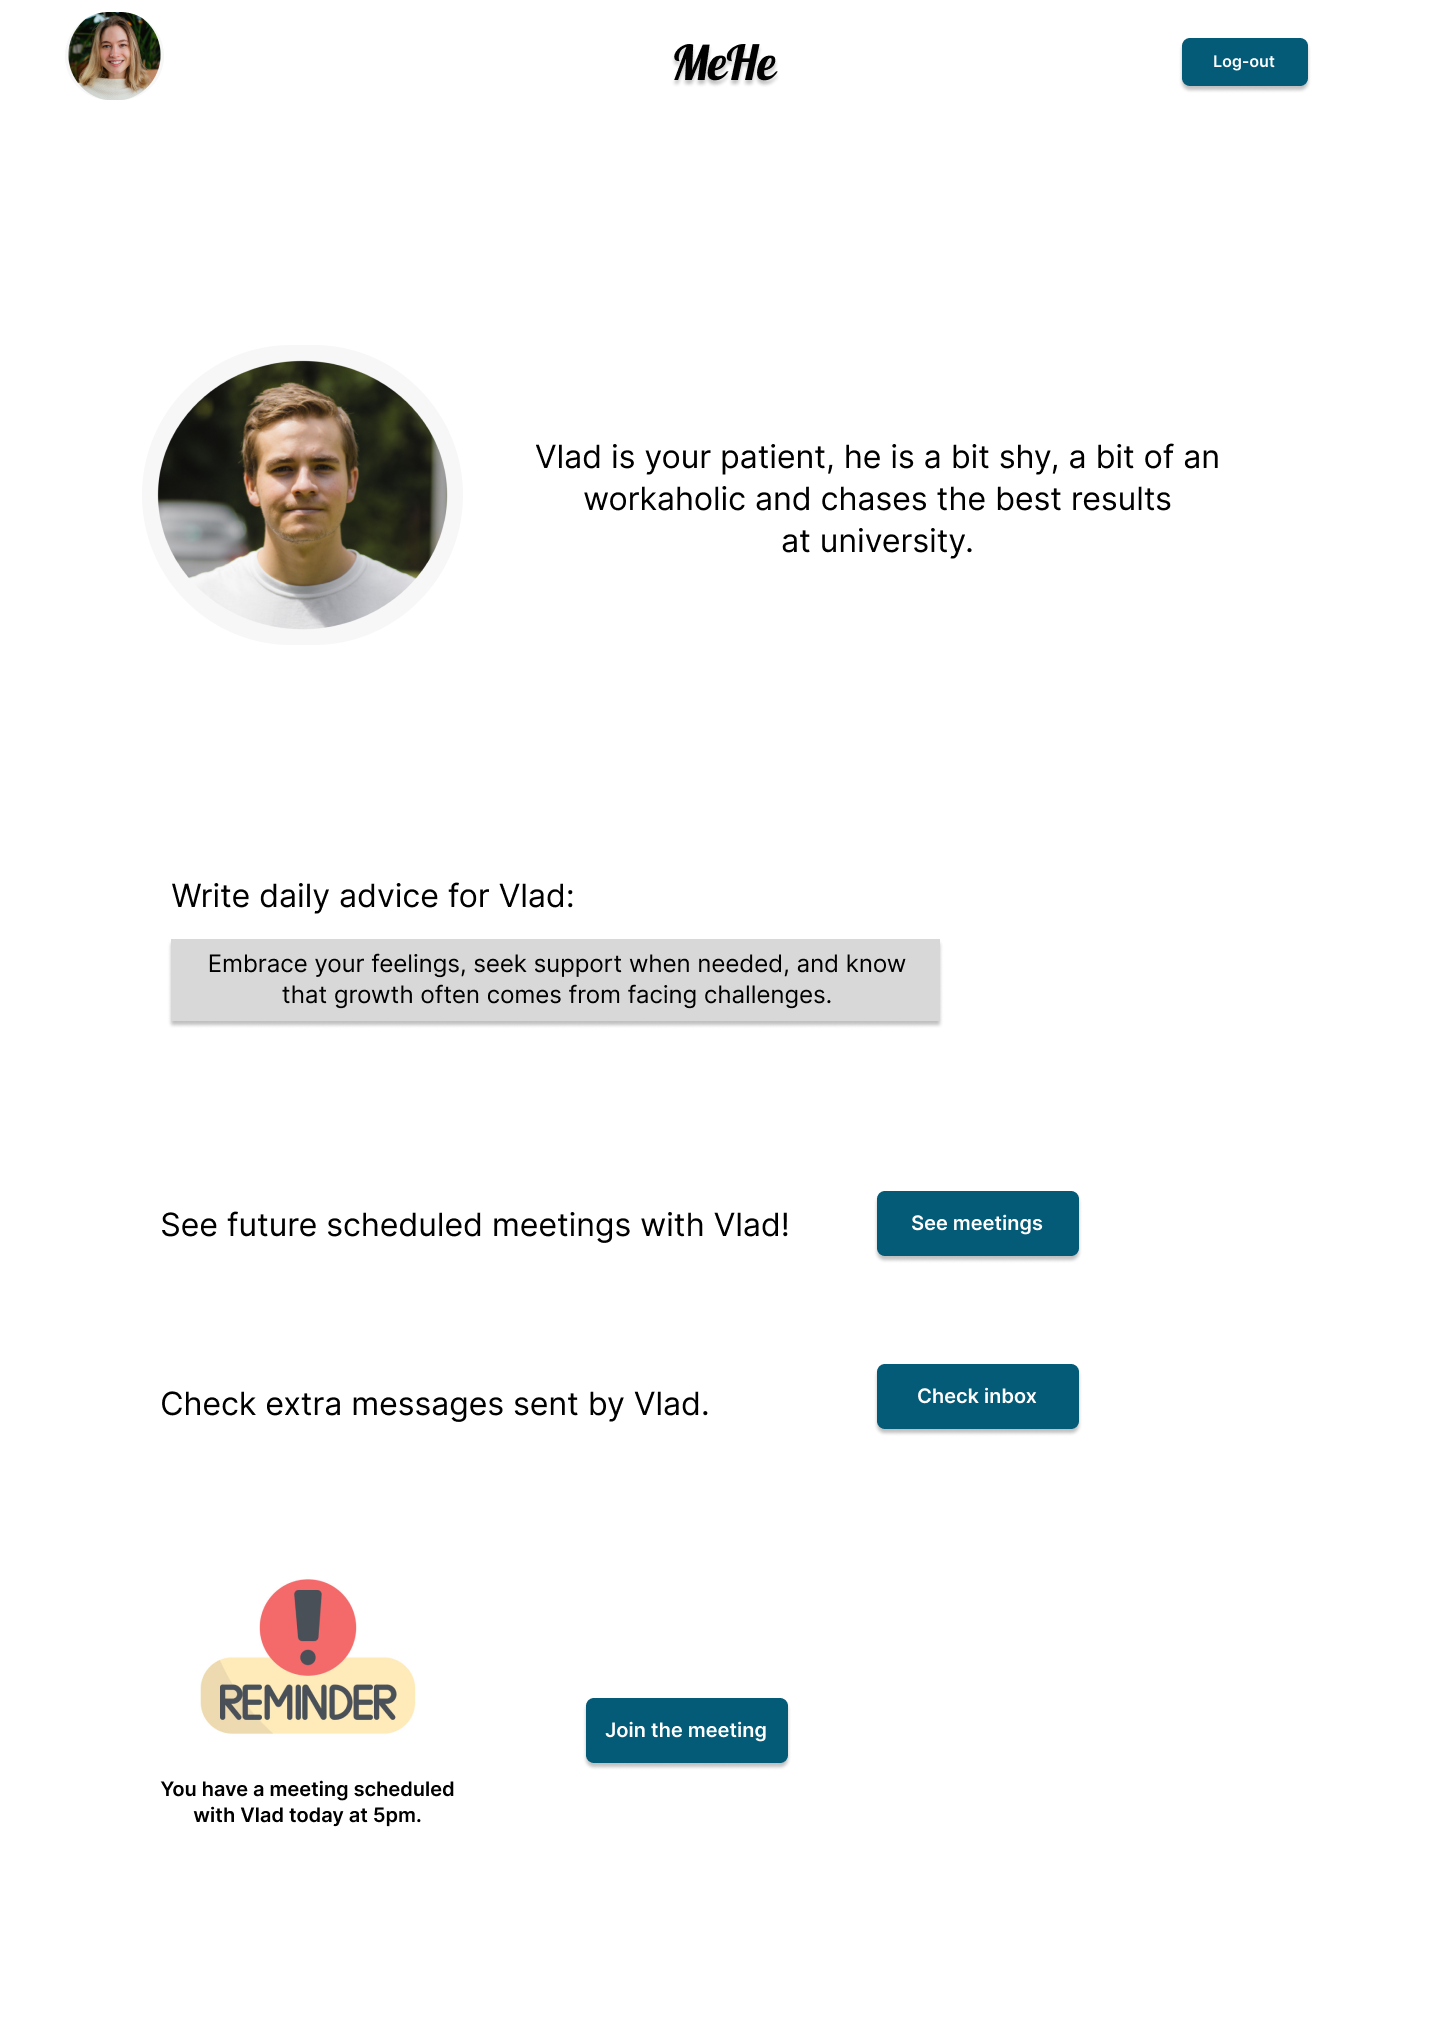 MeHe
Log-out
Vlad is your patient, he is a bit shy, a bit of an
workaholic and chases the best results
at university.
Write daily advice for Vlad:
Embrace your feelings, seek support when needed, and know
that growth often comes from facing challenges.
See future scheduled meetings with Vlad!
See meetings
Check extra messages sent by Vlad.
Check inbox
REMINDER
Join the meeting
You have a meeting scheduled
with Vlad today at 5pm.